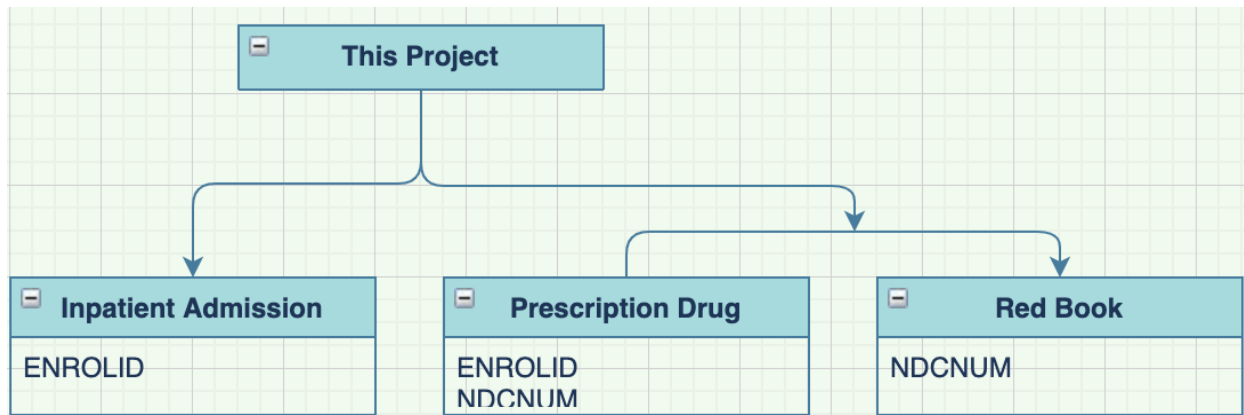 This Project
Inpatient Admission
ENROLID
Prescription Drug
ENROLID
NDCNUM
Red Book
NDCNUM